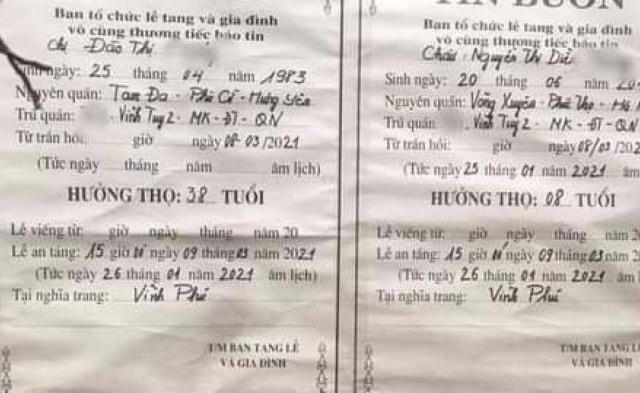 Ban tổ chức lễ tang và gia đình
vô cùng thương tiếc báo tin
Chị Đào Thị
Sinh ngày: 25 tháng 04 năm 1983
Nguyên quán: Tam Đa - Phù Cừ - Hưng Yên
Trú quán: Vĩnh Tuy 2 - MK - ĐT - QN
Từ trần hồi: giờ ngày 08-03/2021
(Tức ngày tháng năm âm lịch)
HƯỞNG THỌ: 38 TUỔI
Lễ viếng từ: giờ ngày tháng năm 20
Lễ an táng: 15 giờ 00 ngày 09 tháng 03 năm 2021
(Tức ngày 26 tháng 01 năm 2021 âm lịch)
Tại nghĩa trang: Vĩnh Phú
T/M BAN TANG LỄ
VÀ GIA ĐÌNH
TIN BUỒN
Ban tổ chức lễ tang và gia đình
vô cùng thương tiếc báo tin
Cháu Nguyễn Thị
Sinh ngày: 20 tháng 06 năm
Nguyên quán: Võng Xuyên - Phúc Thọ
Trú quán Vĩnh Tuy 2 - MK - ĐT - QN
Từ trần hồi: giờ ngày 08/03/202
(Tức ngày 25 tháng 01 năm 2021 âm
HƯỞNG THỌ: 08 TUỔI
Lễ viếng từ: giờ ngày tháng năm 2
Lễ an táng: 15 giờ 00 ngày 09 tháng 03 năm 2
(Tức ngày 26 tháng 01 năm 2021 âm
Tại nghĩa trang: Vĩnh Phú
T/M BAN TANG L
VÀ GIA ĐÌNH